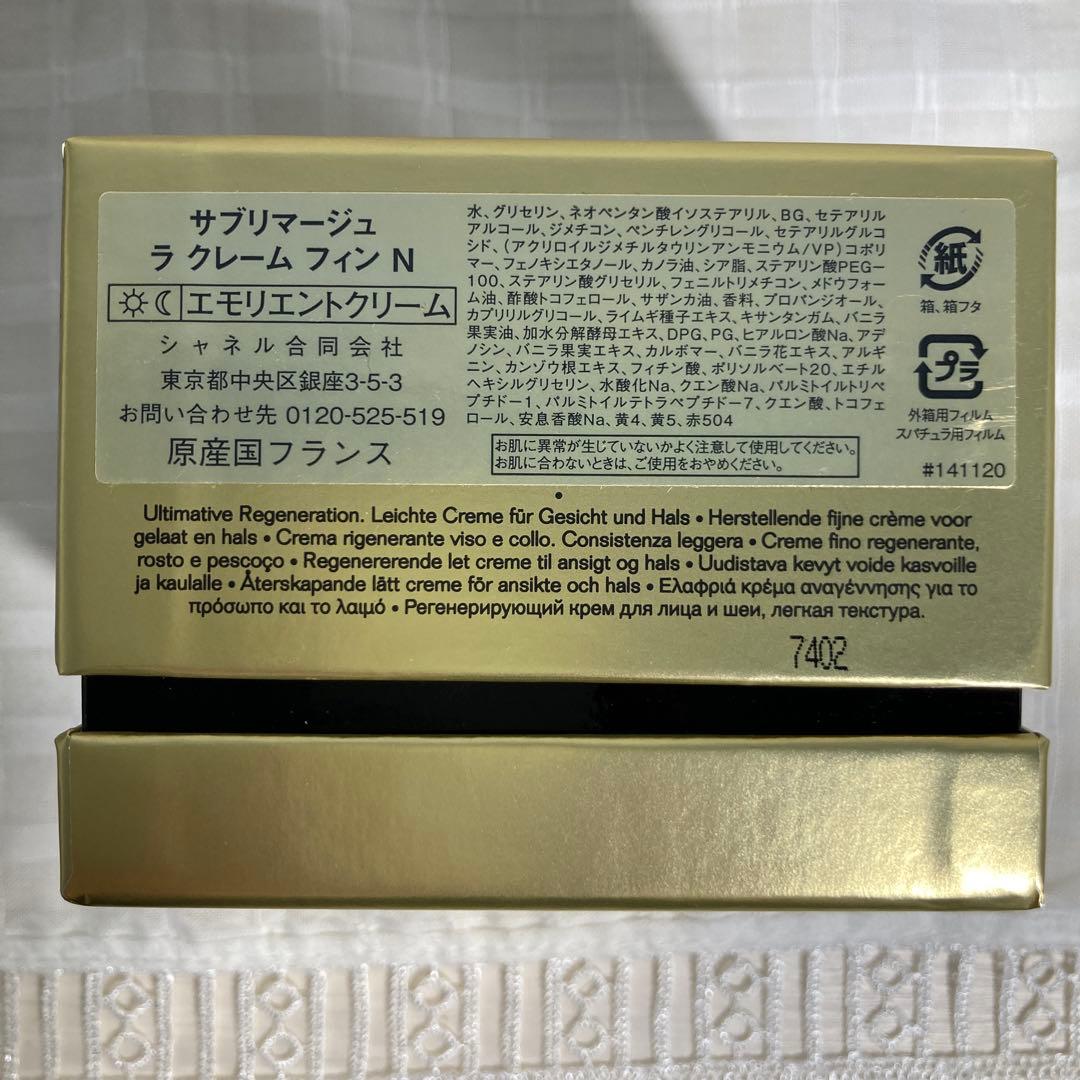 サブリマージュ
ラ クレーム フィン N
エモリエントクリーム
シャネル合同会社
東京都中央区銀座3-5-3
お問い合わせ先 0120-525-519
原産国フランス
水、グリセリン、ネオペンタン酸イソステアリル、BG、セテアリル
アルコール、ジメチコン、ペンチレングリコール、セテアリルグルコ
シド、(アクリロイルジメチルタウリンアンモニウム/VP)コポリ
マー、フェノキシエタノール、カノラ油、シア脂、ステアリン酸PEG-
100、ステアリン酸グリセリル、フェニルトリメチコン、メドウフォー
ム油、酢酸トコフェロール、サザンカ油、香料、プロパンジオール、
カプリリルグリコール、ライムギ種子エキス、キサンタンガム、バニラ
果実油、加水分解酵母エキス、DPG、PG、ヒアルロン酸Na、アデ
ノシン、バニラ果実エキス、カルボマー、バニラ花エキス、アルギ
ニン、カンゾウ根エキス、フィチン酸、ポリソルベート20、エチル
ヘキシルグリセリン、水酸化Na、クエン酸Na、パルミトイルトリペ
プチドー1、パルミトイルテトラペプチドー7、クエン酸、トコフェ
ロール、安息香酸Na、黄4、黄5、赤504
お肌に異常が生じていないかよく注意して使用してください。
お肌に合わないときは、ご使用をおやめください。
紙
箱、箱フタ
プラ
外箱用フィルム
スパチュラ用フィルム
#141120
Ultimative Regeneration. Leichte Creme für Gesicht und Hals • Herstellende fijne crème voor
gelaat en hals • Crema rigenerante viso e collo. Consistenza leggera • Creme fino regenerante,
rosto e pescoço • Regenererende let creme til ansigt og hals • Uudistava kevyt voide kasvoille
ja kaulalle • Återskapande lätt creme för ansikte och hals • Ελαφριά κρέμα αναγέννησης για το
πρόσωπο και το λαιμό • Регенерирующий крем для лица и шеи, легкая текстура.
7402